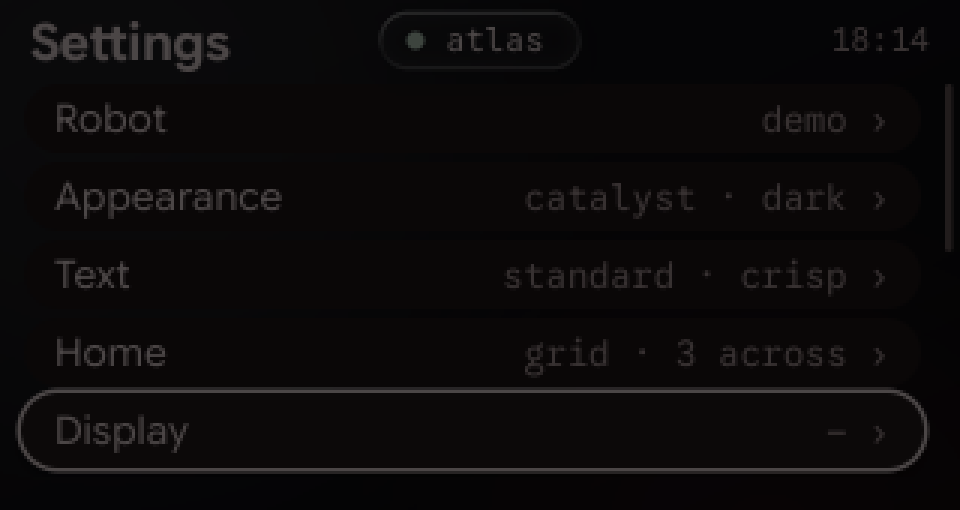 Settings
atlas
18:14
Robot demo ›
Appearance catalyst · dark ›
Text standard · crisp ›
Home grid · 3 across ›
Display – ›